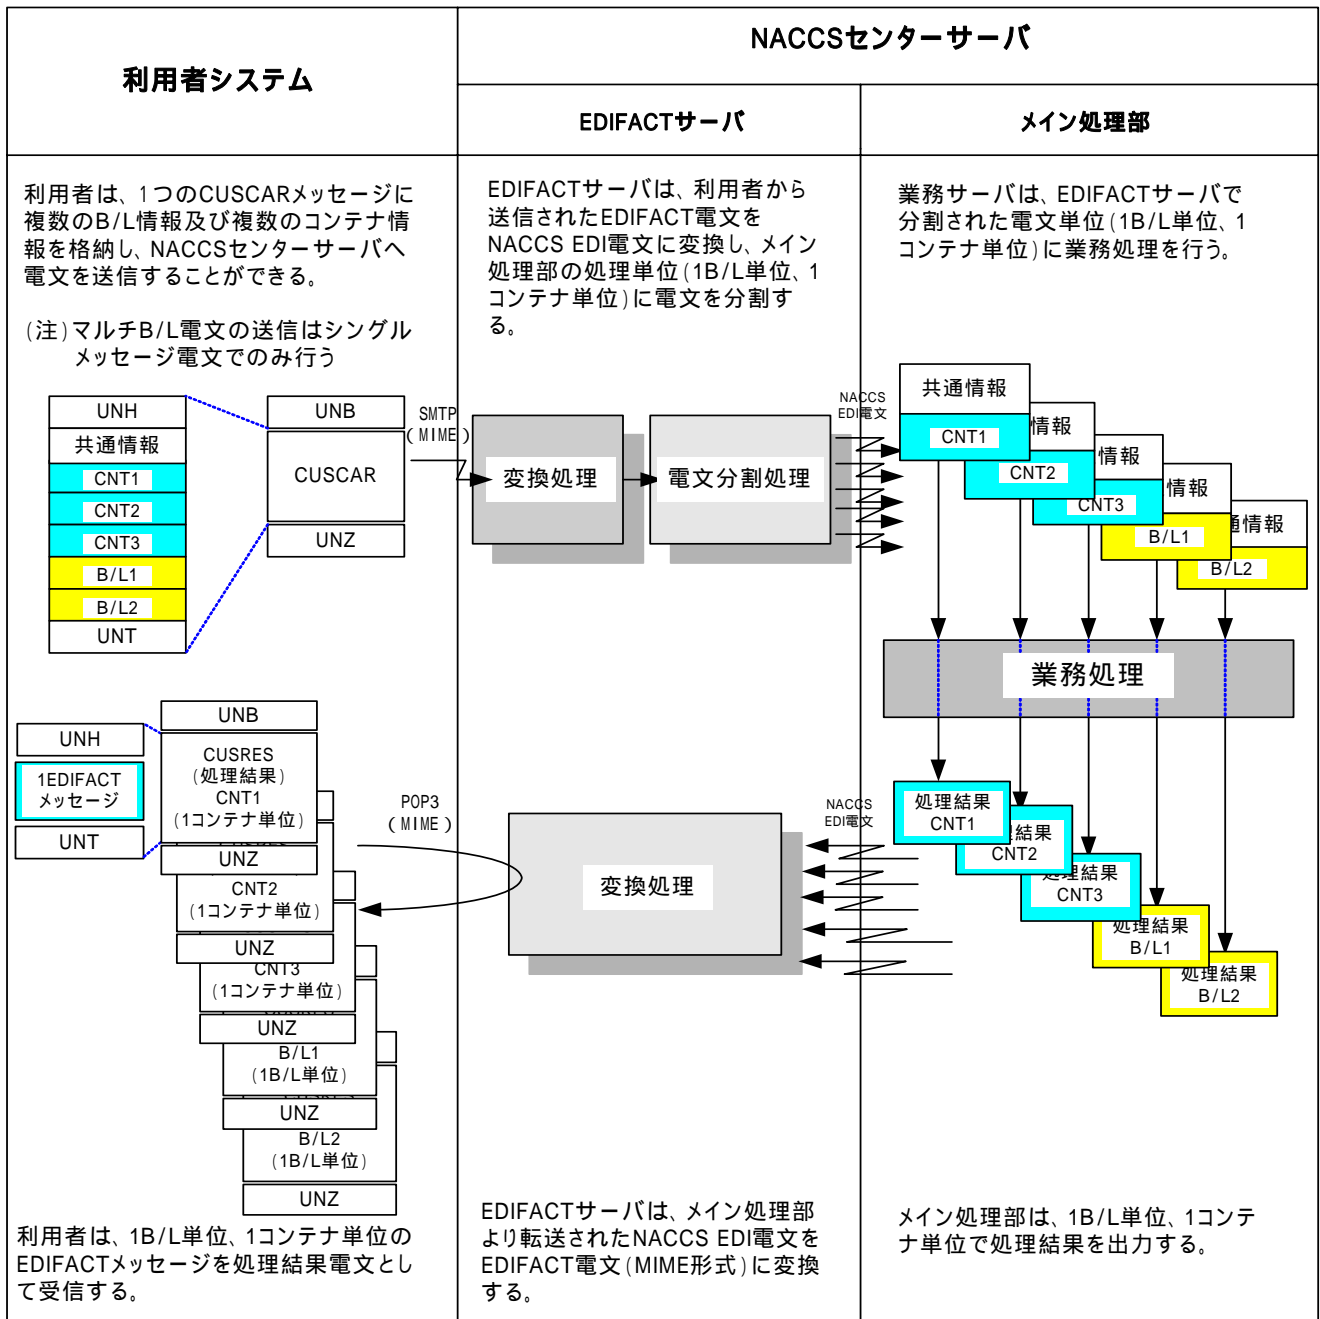 利用者システム
NACCSセンターサーバ
EDIFACTサーバ
メイン処理部
利用者は、1つのCUSCARメッセージに
複数のB/L情報及び複数のコンテナ情
報を格納し、NACCSセンターサーバへ
電文を送信することができる。
(注)マルチB/L電文の送信はシングル
メッセージ電文でのみ行う
EDIFACTサーバは、利用者から
送信されたEDIFACT電文を
NACCS EDI電文に変換し、メイン
処理部の処理単位(1B/L単位、1
コンテナ単位)に電文を分割す
る。
業務サーバは、EDIFACTサーバで
分割された電文単位(1B/L単位、1
コンテナ単位)に業務処理を行う。
UNH
共通情報
CNT1
CNT2
CNT3
B/L1
B/L2
UNT
UNB
CUSCAR
UNZ
SMTP
(MIME)
変換処理
電文分割処理
NACCS
EDI電文
共通情報
CNT1
情報
CNT2
情報
CNT3
情報
B/L1
通情報
B/L2
業務処理
UNH
1EDIFACT
メッセージ
UNT
UNB
CUSRES
(処理結果)
CNT1
(1コンテナ単位)
UNZ
CNT2
(1コンテナ単位)
UNZ
CNT3
(1コンテナ単位)
UNZ
B/L1
(1B/L単位)
UNZ
B/L2
(1B/L単位)
UNZ
POP3
(MIME)
変換処理
NACCS
EDI電文
処理結果
CNT1
理結果
CNT2
処理結果
CNT3
処理結果
B/L1
処理結果
B/L2
利用者は、1B/L単位、1コンテナ単位の
EDIFACTメッセージを処理結果電文とし
て受信する。
EDIFACTサーバは、メイン処理部
より転送されたNACCS EDI電文を
EDIFACT電文(MIME形式)に変換
する。
メイン処理部は、1B/L単位、1コンテ
ナ単位で処理結果を出力する。